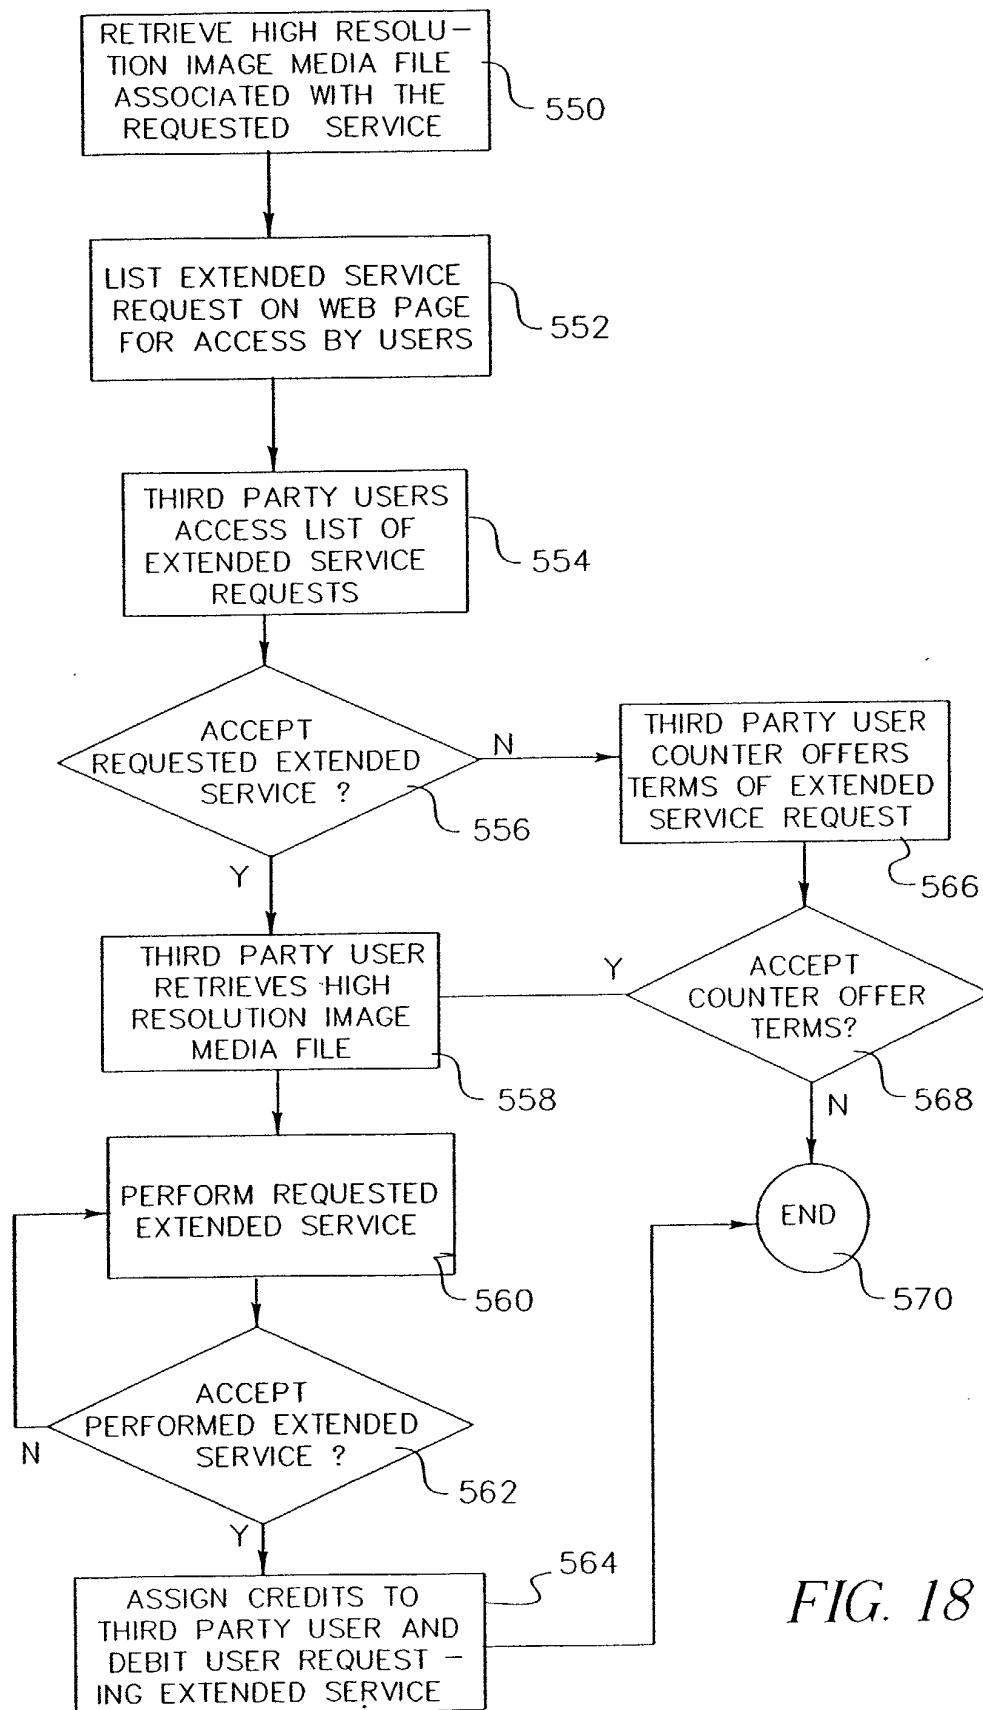 RETRIEVE HIGH RESOLU-
TION IMAGE MEDIA FILE
ASSOCIATED WITH THE
REQUESTED SERVICE
550
LIST EXTENDED SERVICE
REQUEST ON WEB PAGE
FOR ACCESS BY USERS
552
THIRD PARTY USERS
ACCESS LIST OF
EXTENDED SERVICE
REQUESTS
554
ACCEPT
REQUESTED EXTENDED
SERVICE ?
556
N
Y
THIRD PARTY USER
COUNTER OFFERS
TERMS OF EXTENDED
SERVICE REQUEST
566
THIRD PARTY USER
RETRIEVES HIGH
RESOLUTION IMAGE
MEDIA FILE
558
Y
ACCEPT
COUNTER OFFER
TERMS?
568
N
PERFORM REQUESTED
EXTENDED SERVICE
560
END
570
ACCEPT
PERFORMED EXTENDED
SERVICE ?
562
N
Y
ASSIGN CREDITS TO
THIRD PARTY USER AND
DEBIT USER REQUEST -
ING EXTENDED SERVICE
564
FIG. 18